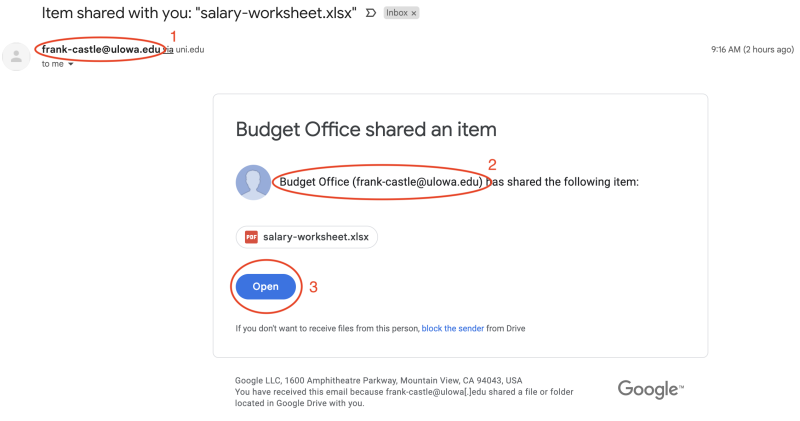 Item shared with you: "salary-worksheet.xlsx" Inbox ×
1
frank-castle@ulowa.edu via uni.edu 9:16 AM (2 hours ago)
to me
Budget Office shared an item
2
Budget Office (frank-castle@ulowa.edu) has shared the following item:
PDF salary-worksheet.xlsx
Open 3
If you don't want to receive files from this person, block the sender from Drive
Google LLC, 1600 Amphitheatre Parkway, Mountain View, CA 94043, USA
You have received this email because frank-castle@ulowa[.]edu shared a file or folder
located in Google Drive with you.
Google™